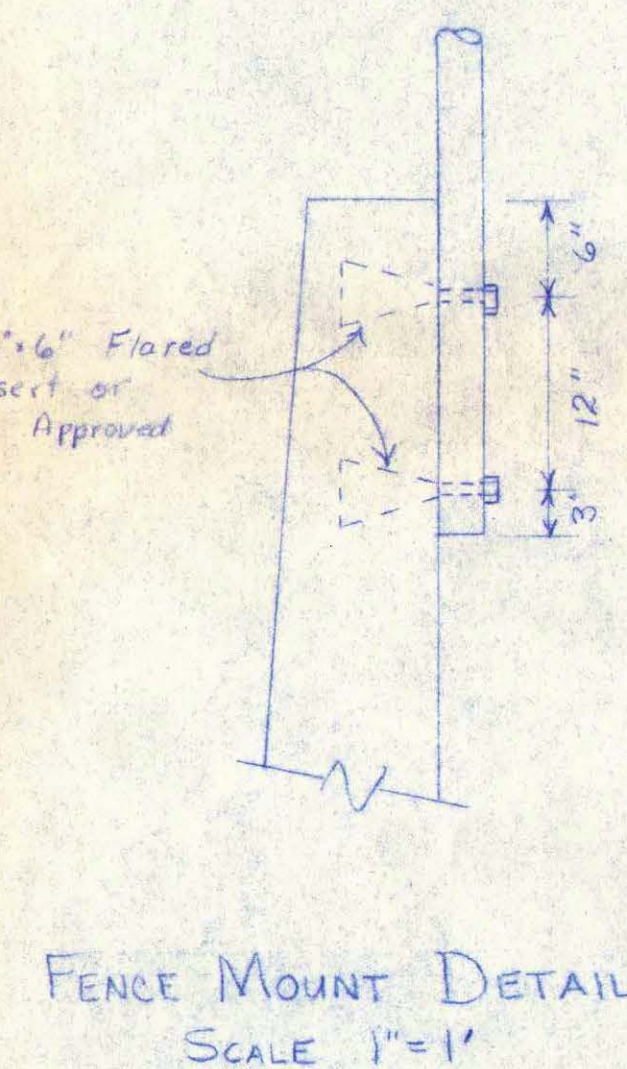 "x6" Flared
sert or
Approved
6"
12"
3"
FENCE MOUNT DETAIL
SCALE 1"=1'